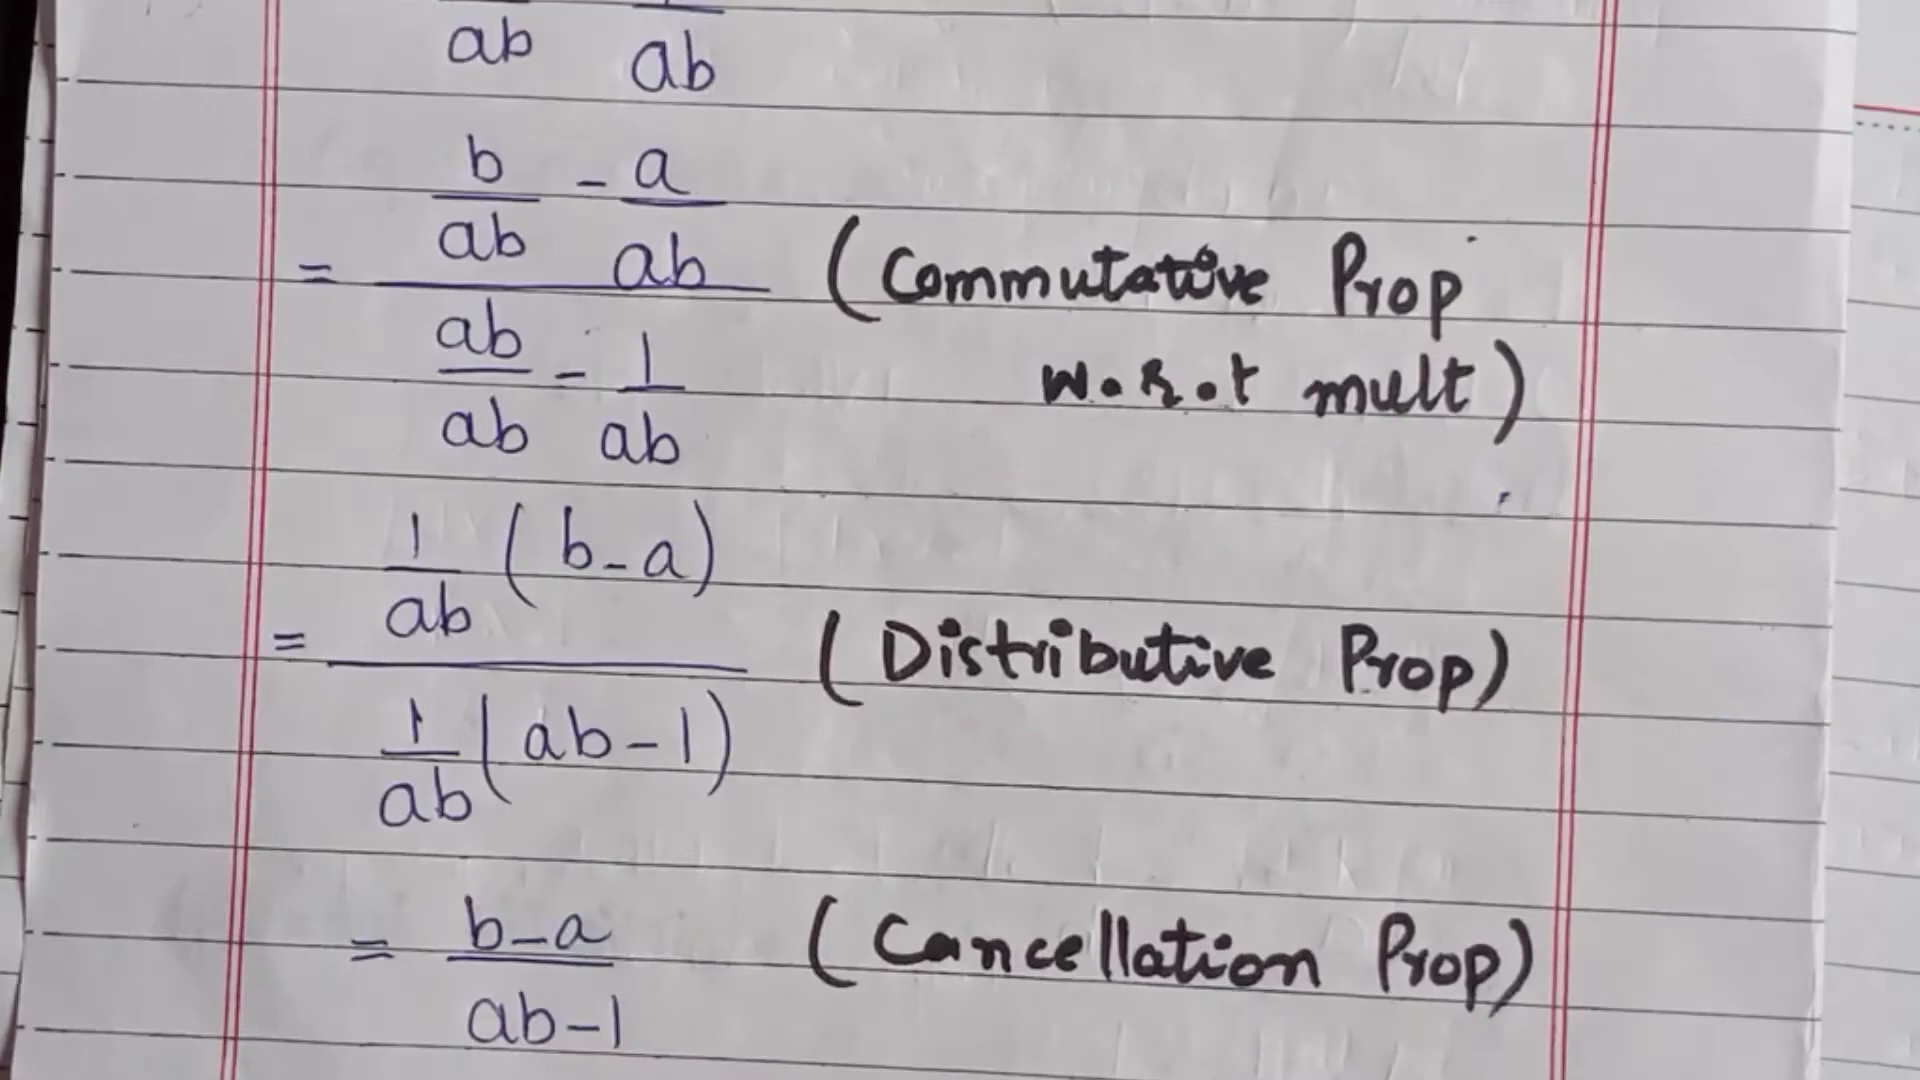 ab ab
b/ab - a/ab
= (Commutative Prop
ab/ab - 1/ab w.r.t mult)
1/ab (b-a)
= (Distributive Prop)
1/ab (ab-1)
= b-a/ab-1 (Cancellation Prop)